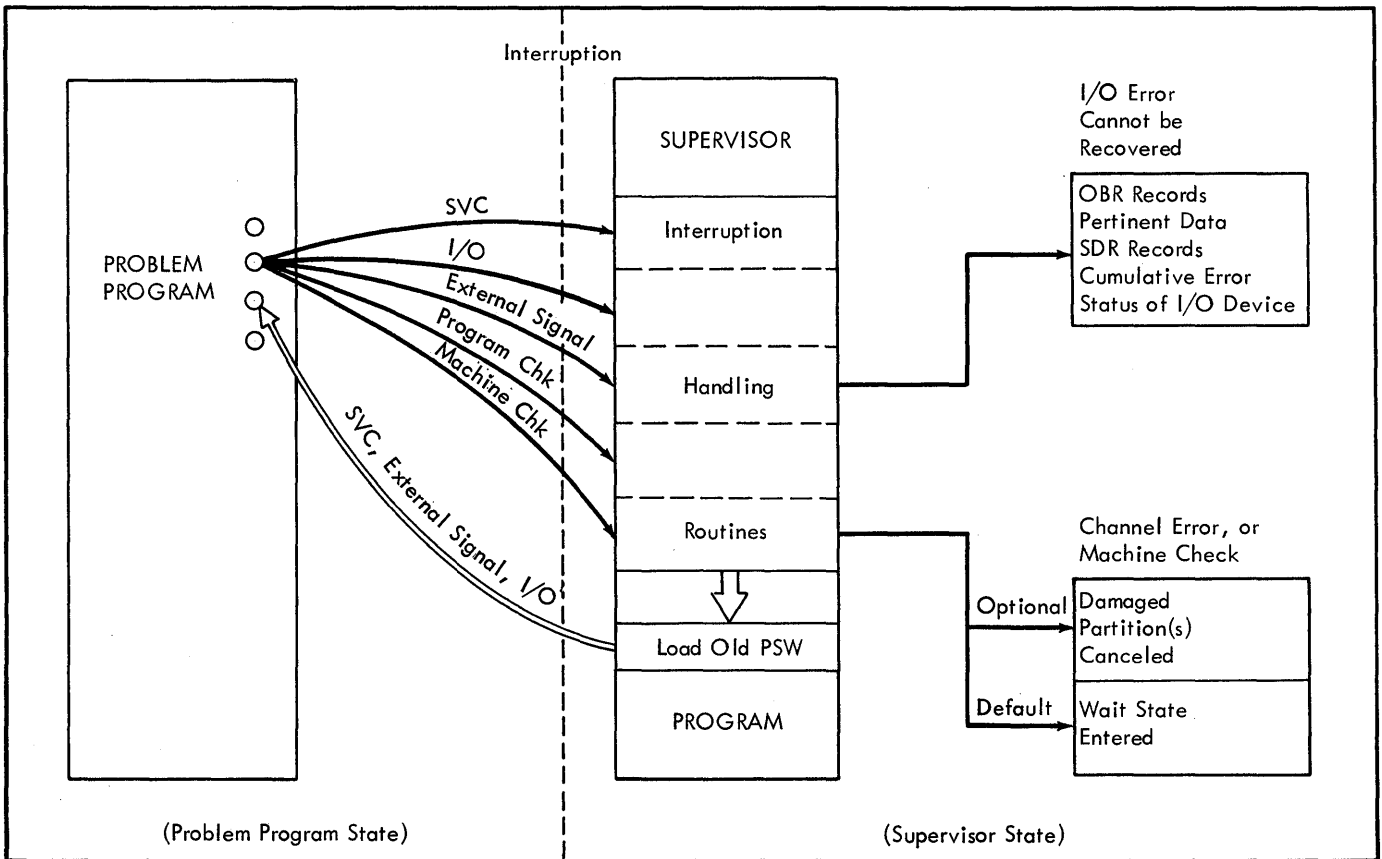 Interruption
PROBLEM
PROGRAM
SVC
I/O
External Signal
Program Chk
Machine Chk
SVC, External Signal, I/O
SUPERVISOR
Interruption
Handling
Routines
Load Old PSW
PROGRAM
I/O Error
Cannot be
Recovered
OBR Records
Pertinent Data
SDR Records
Cumulative Error
Status of I/O Device
Channel Error, or
Machine Check
Optional
Damaged
Partition(s)
Canceled
Default
Wait State
Entered
(Problem Program State)
(Supervisor State)